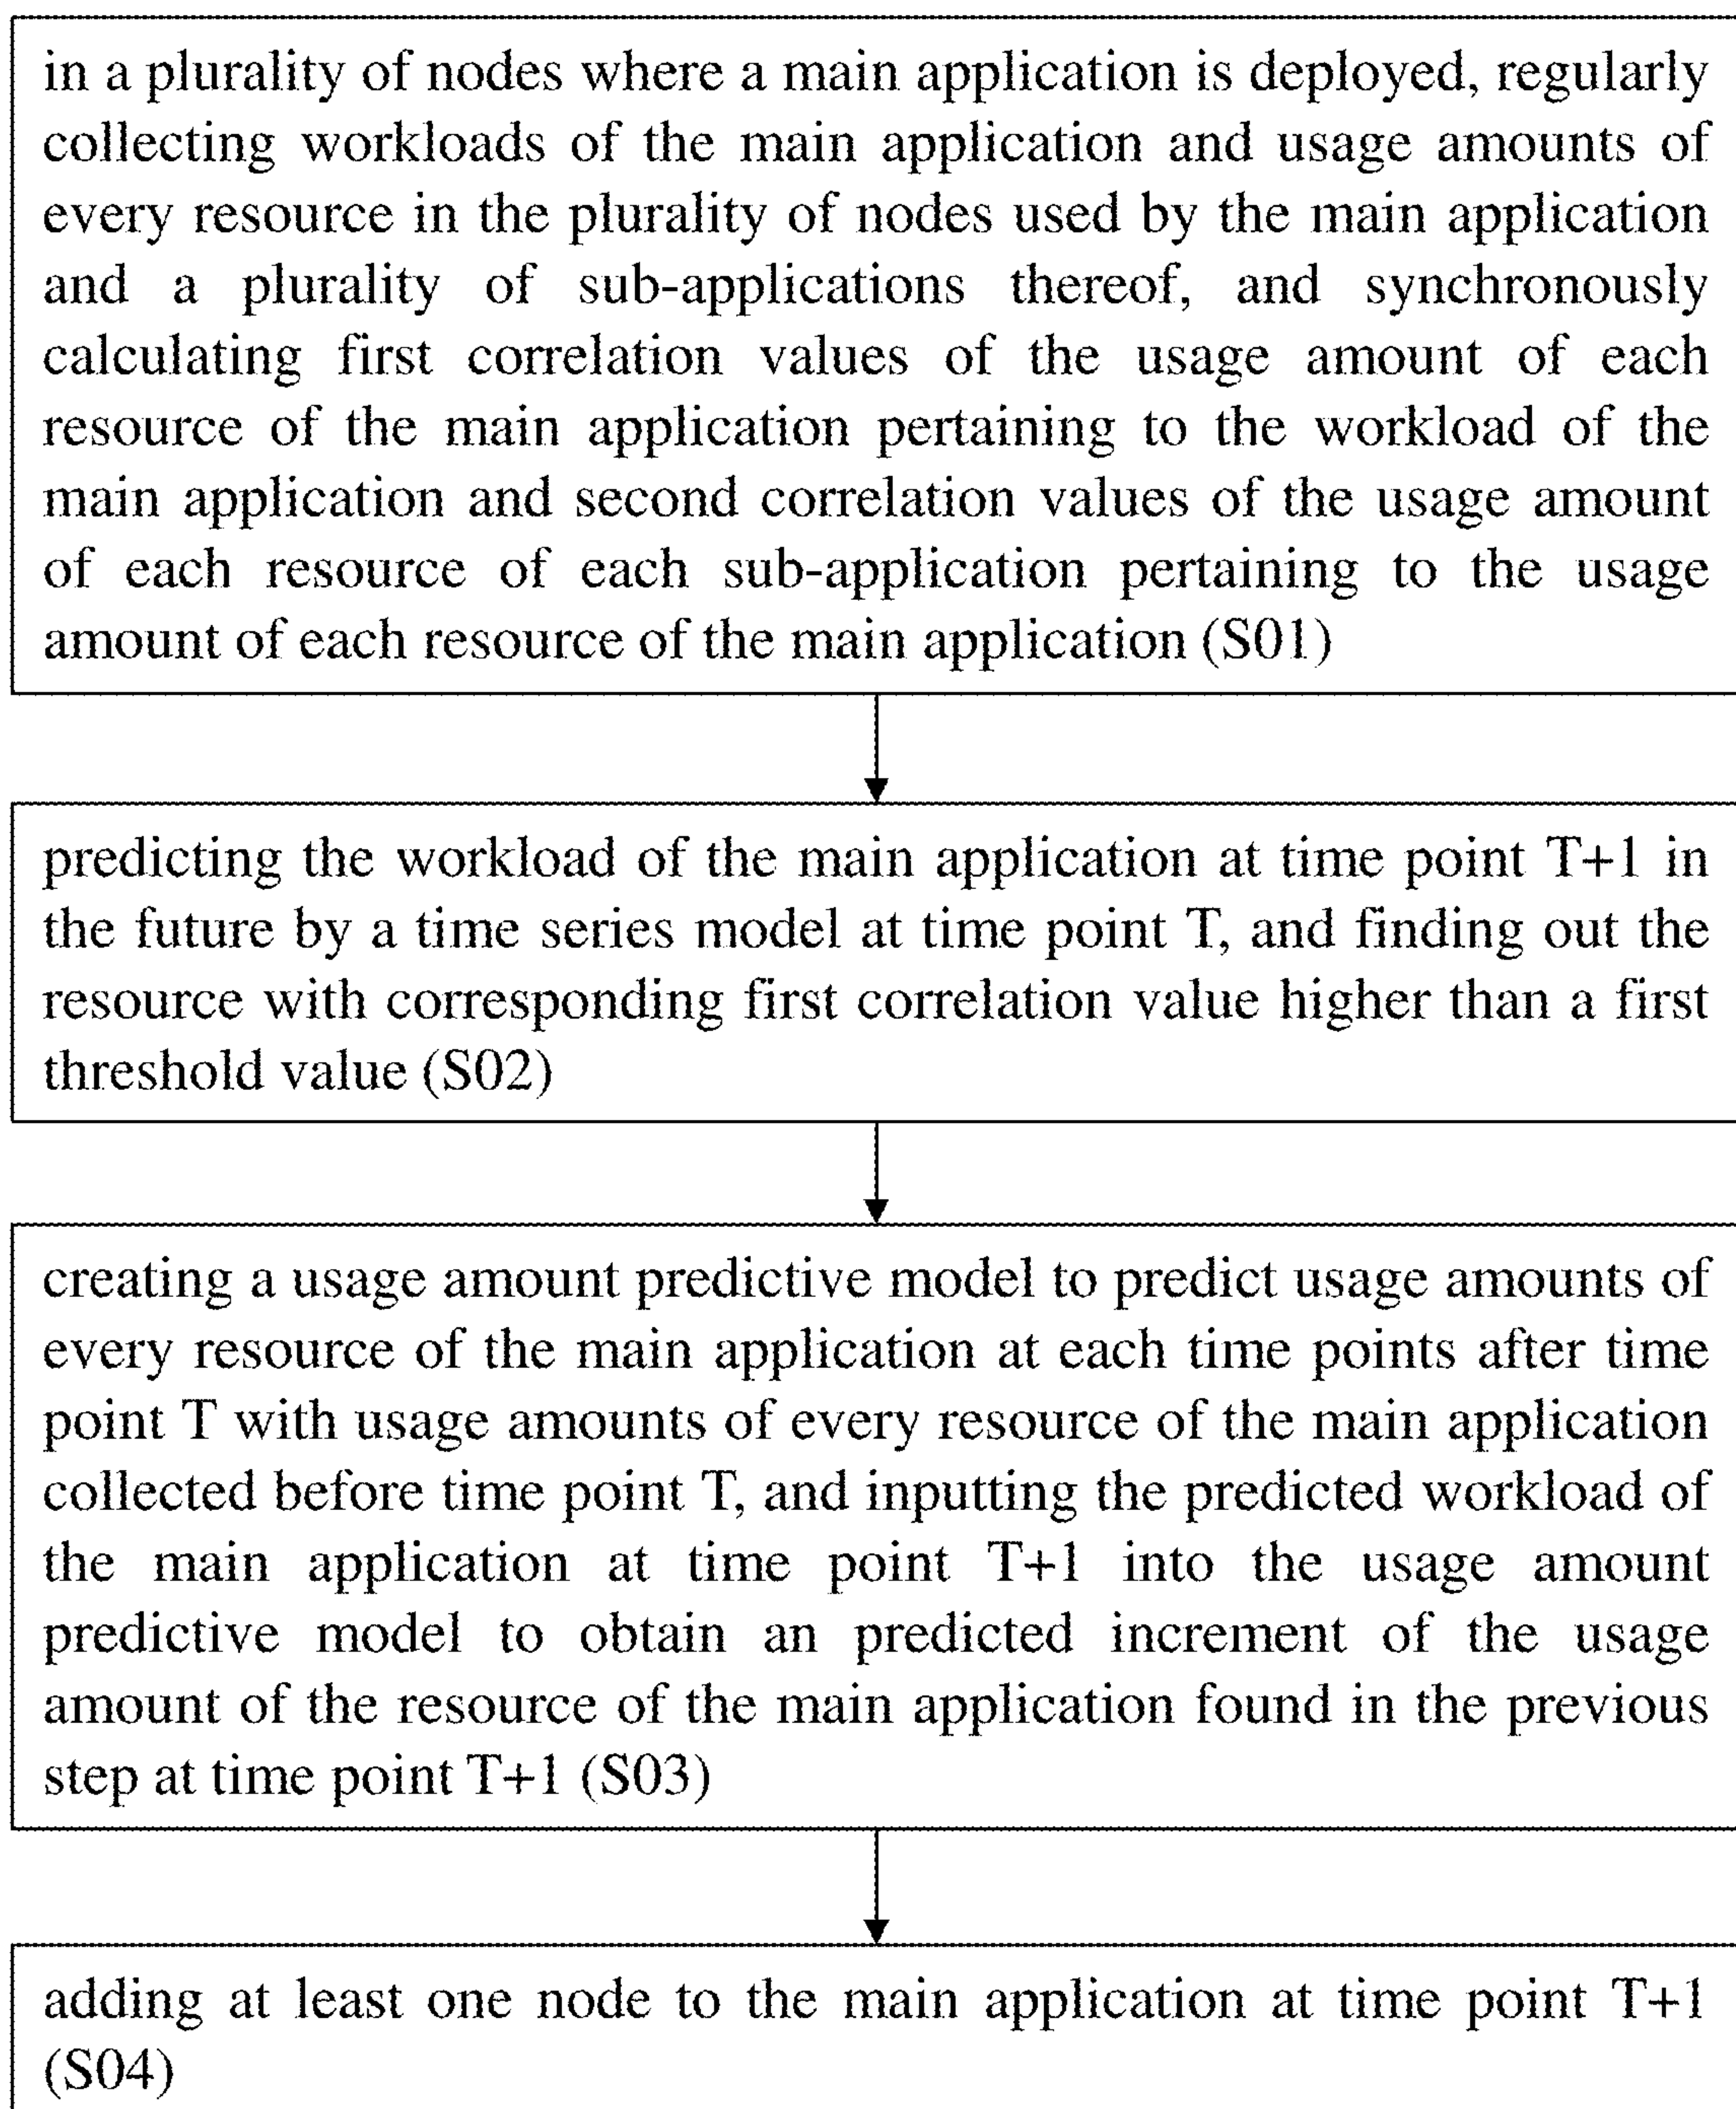 in a plurality of nodes where a main application is deployed, regularly
collecting workloads of the main application and usage amounts of
every resource in the plurality of nodes used by the main application
and a plurality of sub-applications thereof, and synchronously
calculating first correlation values of the usage amount of each
resource of the main application pertaining to the workload of the
main application and second correlation values of the usage amount
of each resource of each sub-application pertaining to the usage
amount of each resource of the main application (S01)
predicting the workload of the main application at time point T+1 in
the future by a time series model at time point T, and finding out the
resource with corresponding first correlation value higher than a first
threshold value (S02)
creating a usage amount predictive model to predict usage amounts of
every resource of the main application at each time points after time
point T with usage amounts of every resource of the main application
collected before time point T, and inputting the predicted workload of
the main application at time point T+1 into the usage amount
predictive model to obtain an predicted increment of the usage
amount of the resource of the main application found in the previous
step at time point T+1 (S03)
adding at least one node to the main application at time point T+1
(S04)